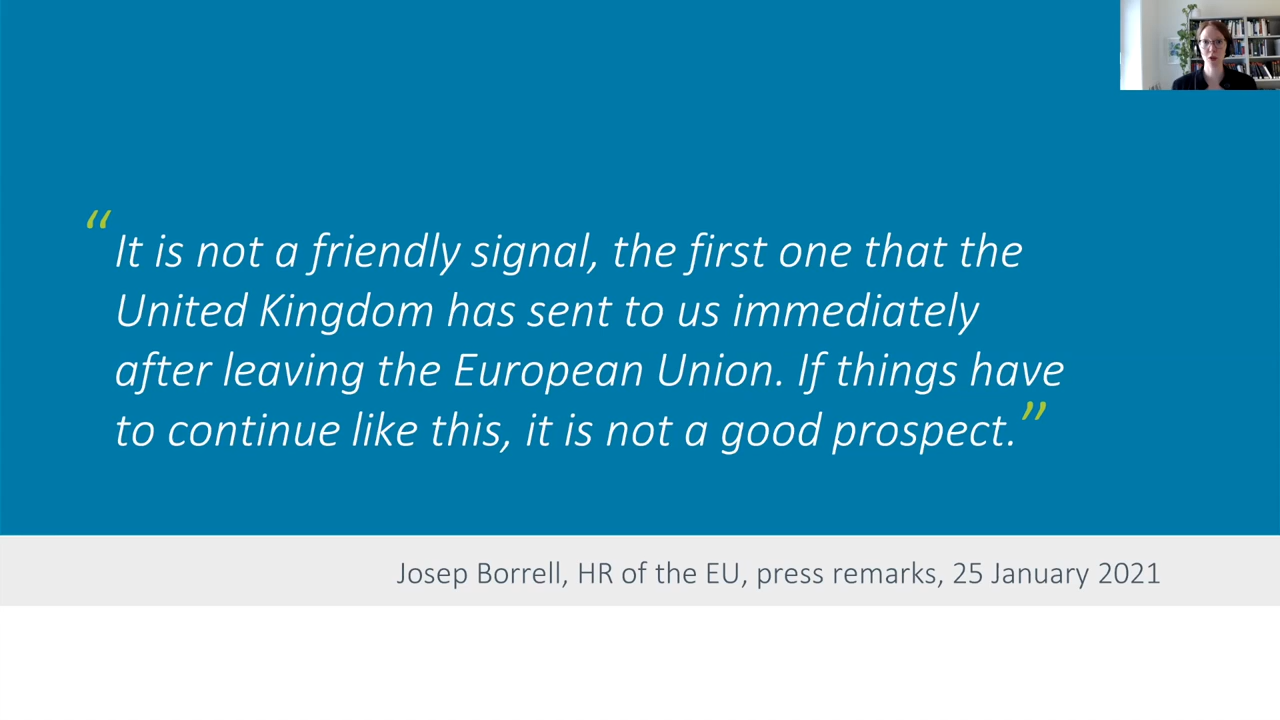 “It is not a friendly signal, the first one that the
United Kingdom has sent to us immediately
after leaving the European Union. If things have
to continue like this, it is not a good prospect.”
Josep Borrell, HR of the EU, press remarks, 25 January 2021